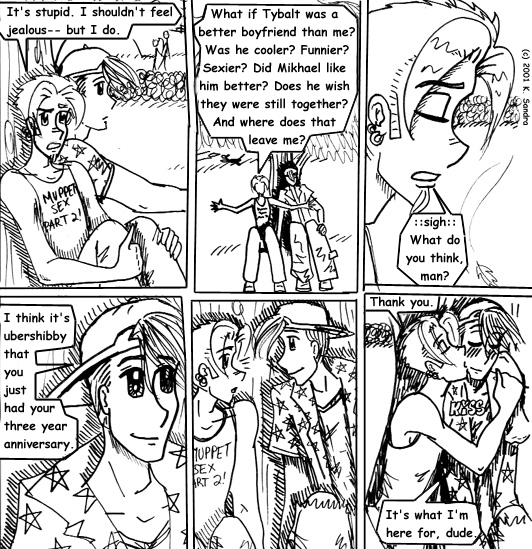 It's stupid. I shouldn't feel
jealous-- but I do.
MUPPET
SEX
PART 2!
What if Tybalt was a
better boyfriend than me?
Was he cooler? Funnier?
Sexier? Did Mikhael like
him better? Does he wish
they were still together?
And where does that
leave me?
(c) 2001 K. Sandra
::sigh::
What do
you think,
man?
I think it's
ubershibby
that
you
just
had your
three year
anniversary.
MUPPET
SEX
ART 2!
Thank you.
KISS
It's what I'm
here for, dude.